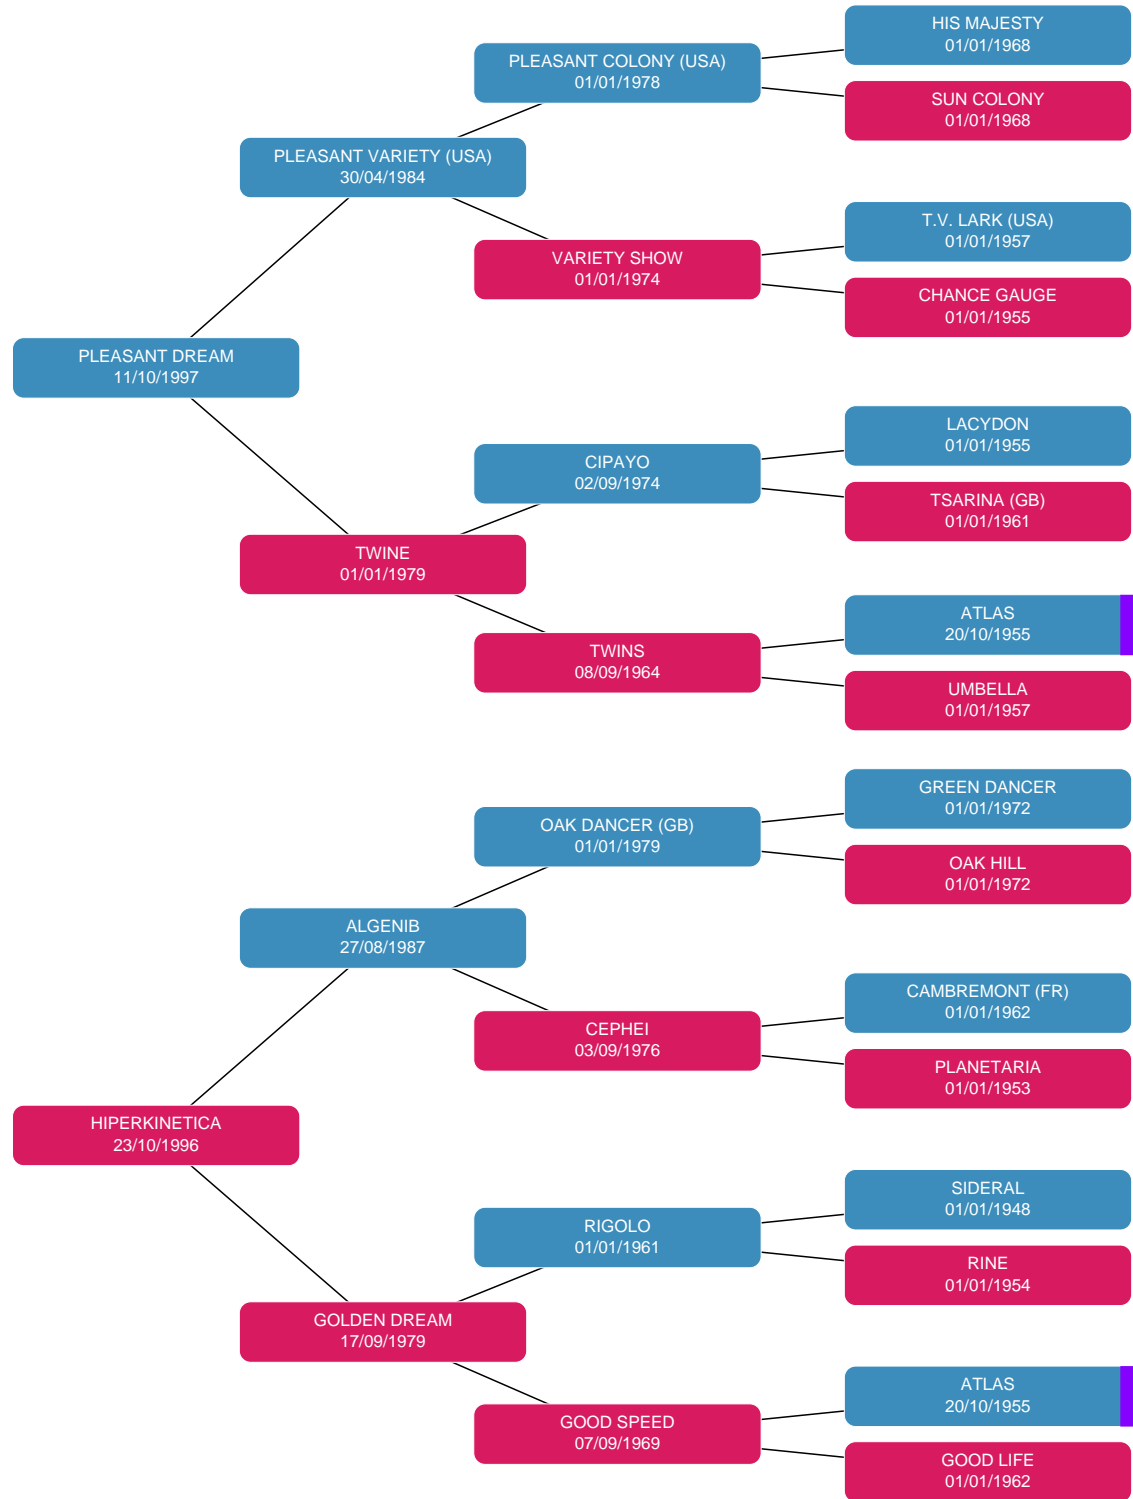 HIS MAJESTY
01/01/1968
PLEASANT COLONY (USA)
01/01/1978
SUN COLONY
01/01/1968
PLEASANT VARIETY (USA)
30/04/1984
T.V. LARK (USA)
01/01/1957
VARIETY SHOW
01/01/1974
CHANCE GAUGE
01/01/1955
PLEASANT DREAM
11/10/1997
LACYDON
01/01/1955
CIPAYO
02/09/1974
TSARINA (GB)
01/01/1961
TWINE
01/01/1979
ATLAS
20/10/1955
TWINS
08/09/1964
UMBELLA
01/01/1957
GREEN DANCER
01/01/1972
OAK DANCER (GB)
01/01/1979
OAK HILL
01/01/1972
ALGENIB
27/08/1987
CAMBREMONT (FR)
01/01/1962
CEPHEI
03/09/1976
PLANETARIA
01/01/1953
HIPERKINETICA
23/10/1996
SIDERAL
01/01/1948
RIGOLO
01/01/1961
RINE
01/01/1954
GOLDEN DREAM
17/09/1979
ATLAS
20/10/1955
GOOD SPEED
07/09/1969
GOOD LIFE
01/01/1962